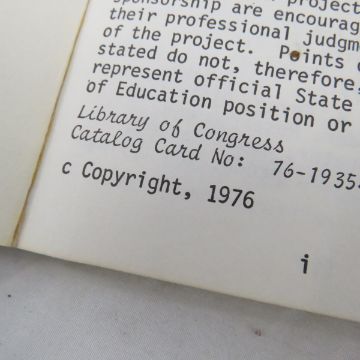 sponsorship are encourag
their professional judgm
of the project. Points
stated do not, therefore,
represent official State
of Education position or
Library of Congress
Catalog Card No: 76-1935
c Copyright, 1976
i